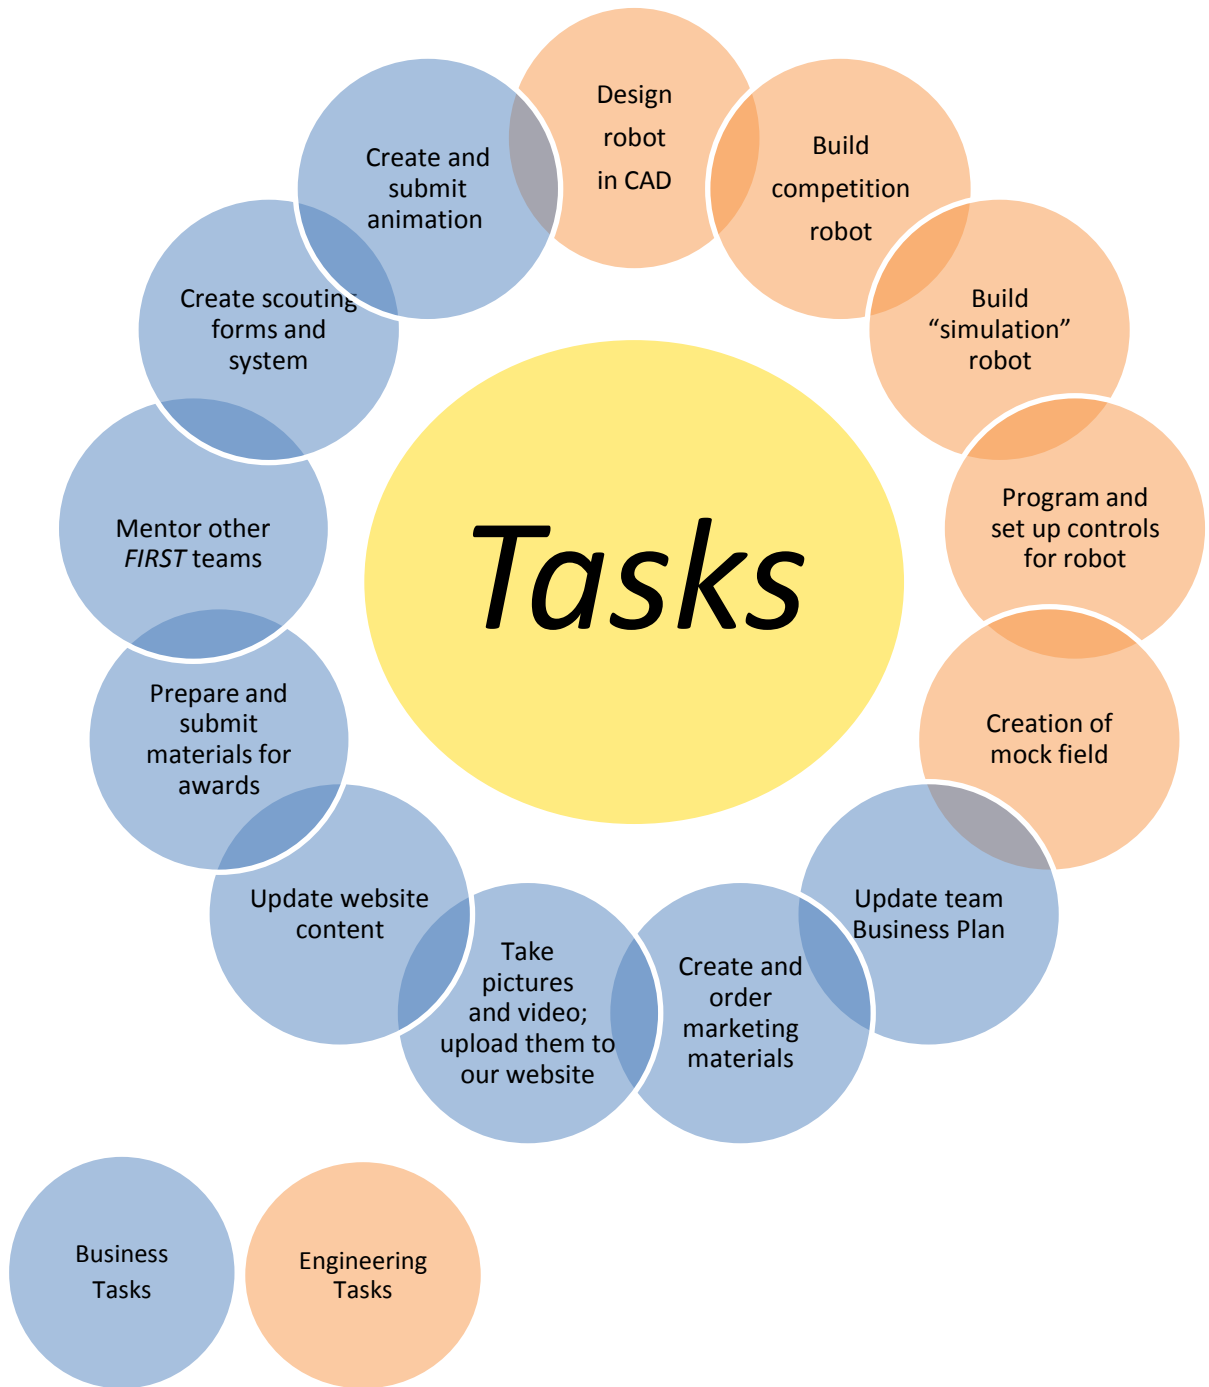 Design
robot
in CAD
Build
competition
robot
Build
“simulation”
robot
Program and
set up controls
for robot
Creation of
mock field
Update team
Business Plan
Create and
order
marketing
materials
Take
pictures
and video;
upload them to
our website
Update website
content
Prepare and
submit
materials for
awards
Mentor other
FIRST teams
Create scouting
forms and
system
Create and
submit
animation
Tasks
Business
Tasks
Engineering
Tasks